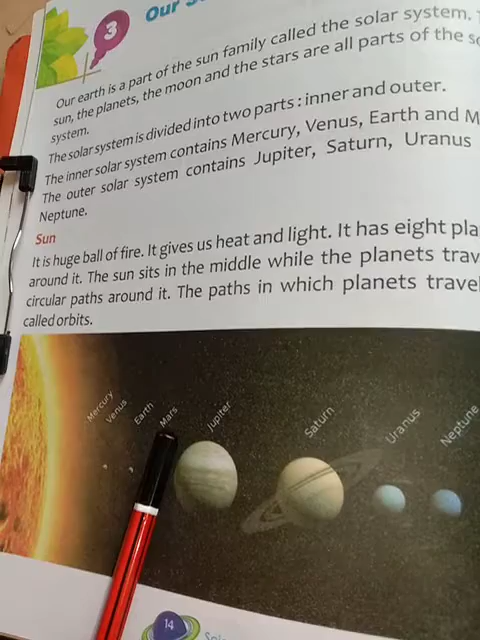 3
Our
Our earth is a part of the sun family called the solar system.
sun, the planets, the moon and the stars are all parts of the
system.
The solar system is divided into two parts : inner and outer.
The inner solar system contains Mercury, Venus, Earth and
The outer solar system contains Jupiter, Saturn, Uranus
Neptune.
Sun
It is huge ball of fire. It gives us heat and light. It has eight
around it. The sun sits in the middle while the planets
circular paths around it. The paths in which planets
called orbits.
Mercury
Venus
Earth
Mars
Jupiter
Saturn
Uranus
Neptune
14